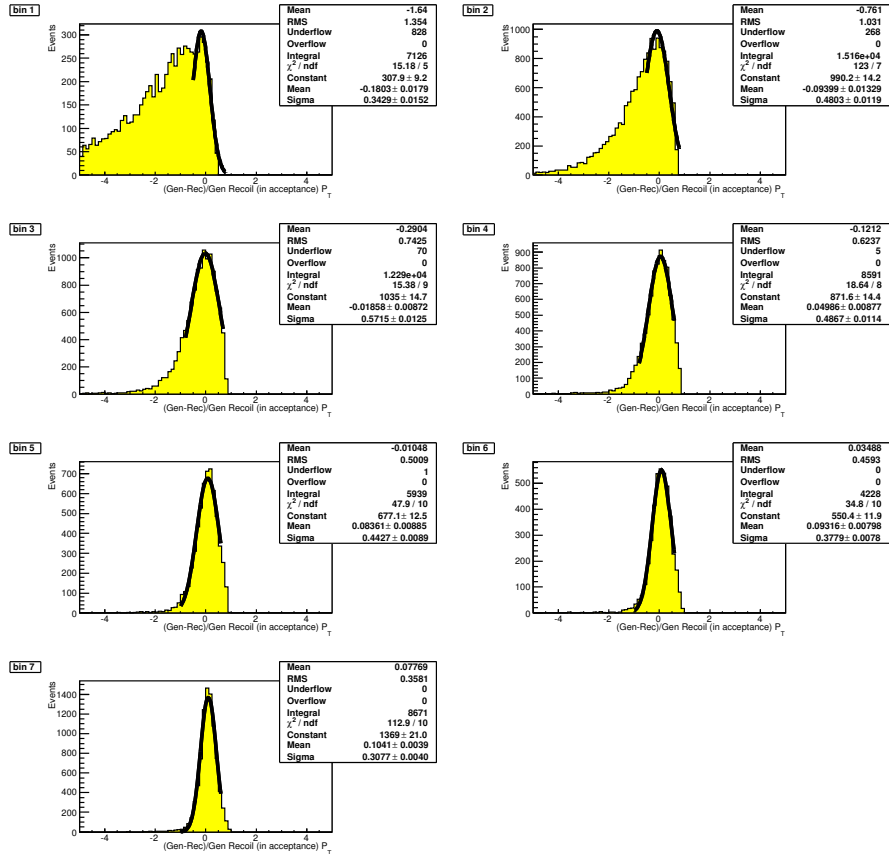 bin 1
Mean -1.64
RMS 1.354
Underflow 828
Overflow 0
Integral 7126
χ² / ndf 15.18 / 5
Constant 307.9 ± 9.2
Mean -0.1803 ± 0.0179
Sigma 0.3429 ± 0.0152
Events
300
250
200
150
100
50
0
-4 -2 0 2 4
(Gen-Rec)/Gen Recoil (in acceptance) P_T
bin 2
Mean -0.761
RMS 1.031
Underflow 268
Overflow 0
Integral 1.516e+04
χ² / ndf 123 / 7
Constant 990.2 ± 14.2
Mean -0.09399 ± 0.01329
Sigma 0.4803 ± 0.0119
Events
1000
800
600
400
200
0
-4 -2 0 2 4
(Gen-Rec)/Gen Recoil (in acceptance) P_T
bin 3
Mean -0.2904
RMS 0.7425
Underflow 70
Overflow 0
Integral 1.229e+04
χ² / ndf 15.38 / 9
Constant 1035 ± 14.7
Mean -0.01858 ± 0.00872
Sigma 0.5715 ± 0.0125
Events
1000
800
600
400
200
0
-4 -2 0 2 4
(Gen-Rec)/Gen Recoil (in acceptance) P_T
bin 4
Mean -0.1212
RMS 0.6237
Underflow 5
Overflow 0
Integral 8591
χ² / ndf 18.64 / 8
Constant 871.6 ± 14.4
Mean 0.04986 ± 0.00877
Sigma 0.4867 ± 0.0114
Events
900
800
700
600
500
400
300
200
100
0
-4 -2 0 2 4
(Gen-Rec)/Gen Recoil (in acceptance) P_T
bin 5
Mean -0.01048
RMS 0.5009
Underflow 1
Overflow 0
Integral 5939
χ² / ndf 47.9 / 10
Constant 677.1 ± 12.5
Mean 0.08361 ± 0.00885
Sigma 0.4427 ± 0.0089
Events
700
600
500
400
300
200
100
0
-4 -2 0 2 4
(Gen-Rec)/Gen Recoil (in acceptance) P_T
bin 6
Mean 0.03488
RMS 0.4593
Underflow 0
Overflow 0
Integral 4228
χ² / ndf 34.8 / 10
Constant 550.4 ± 11.9
Mean 0.09316 ± 0.00798
Sigma 0.3779 ± 0.0078
Events
500
400
300
200
100
0
-4 -2 0 2 4
(Gen-Rec)/Gen Recoil (in acceptance) P_T
bin 7
Mean 0.07769
RMS 0.3581
Underflow 0
Overflow 0
Integral 8671
χ² / ndf 112.9 / 10
Constant 1369 ± 21.0
Mean 0.1041 ± 0.0039
Sigma 0.3077 ± 0.0040
Events
1400
1200
1000
800
600
400
200
0
-4 -2 0 2 4
(Gen-Rec)/Gen Recoil (in acceptance) P_T